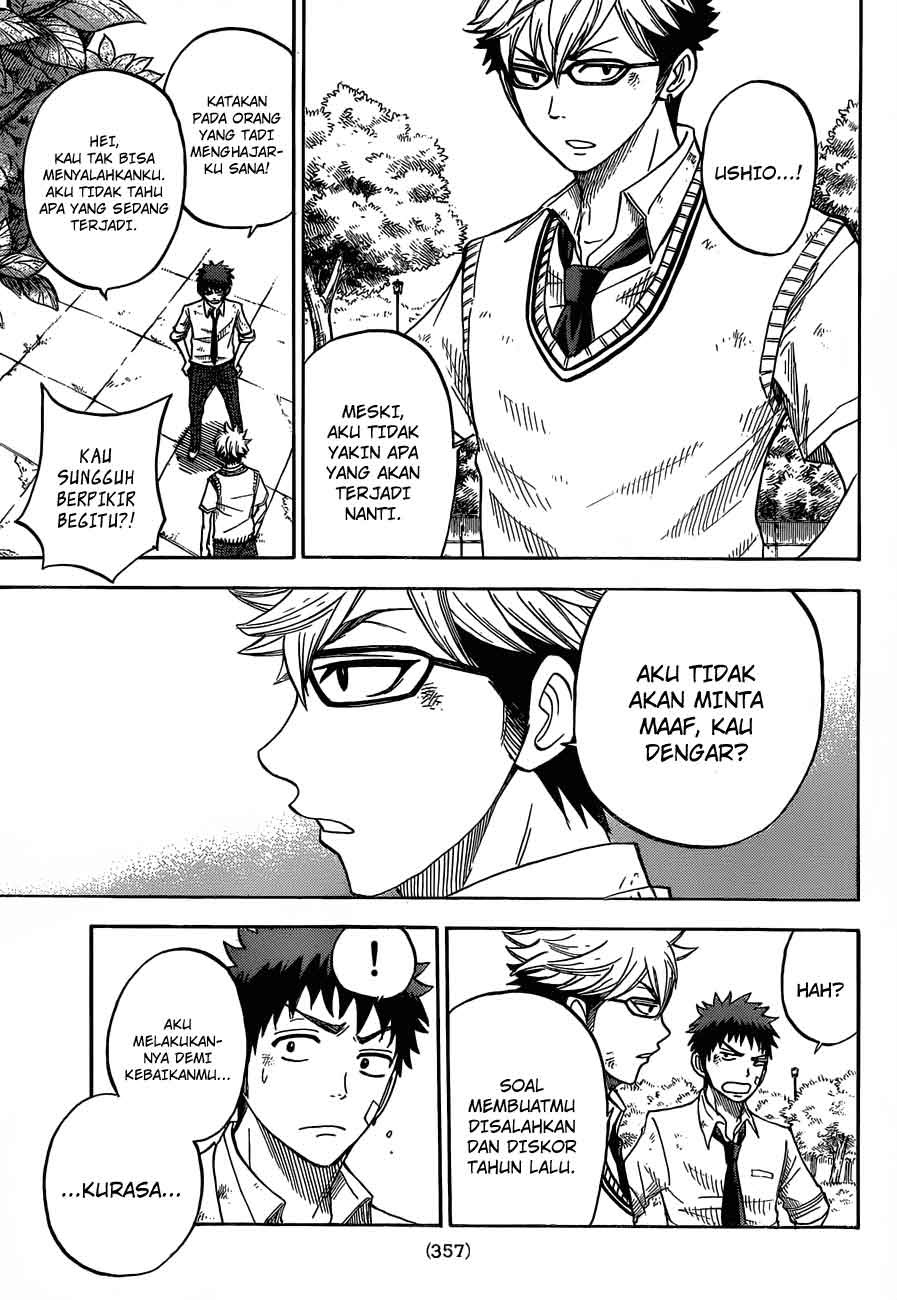 USHIO...!
MESKI,
AKU TIDAK
YAKIN APA
YANG AKAN
TERJADI
NANTI.
KATAKAN
PADA ORANG
YANG TADI
MENGHAJAR-
KU SANA!
HEI,
KAU TAK BISA
MENYALAHKANKU.
AKU TIDAK TAHU
APA YANG SEDANG
TERJADI.
KAU
SUNGGUH
BERPIKIR
BEGITU?!
AKU TIDAK
AKAN MINTA
MAAF, KAU
DENGAR?
HAH?
SOAL
MEMBUATMU
DISALAHKAN
DAN DISKOR
TAHUN LALU.
!
AKU
MELAKUKAN-
NYA DEMI
KEBAIKANMU...
...KURASA...
(357)